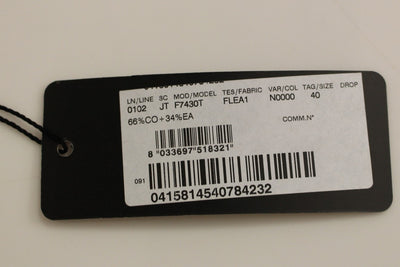 LN/LINE SC MOD/MODEL TES/FABRIC VAR/COL TAG/SIZE DROP
0102 JT F7430T FLEA1 N0000 40
66%CO÷34%EA COMM.N°
8 033697 518321
091
0415814540784232